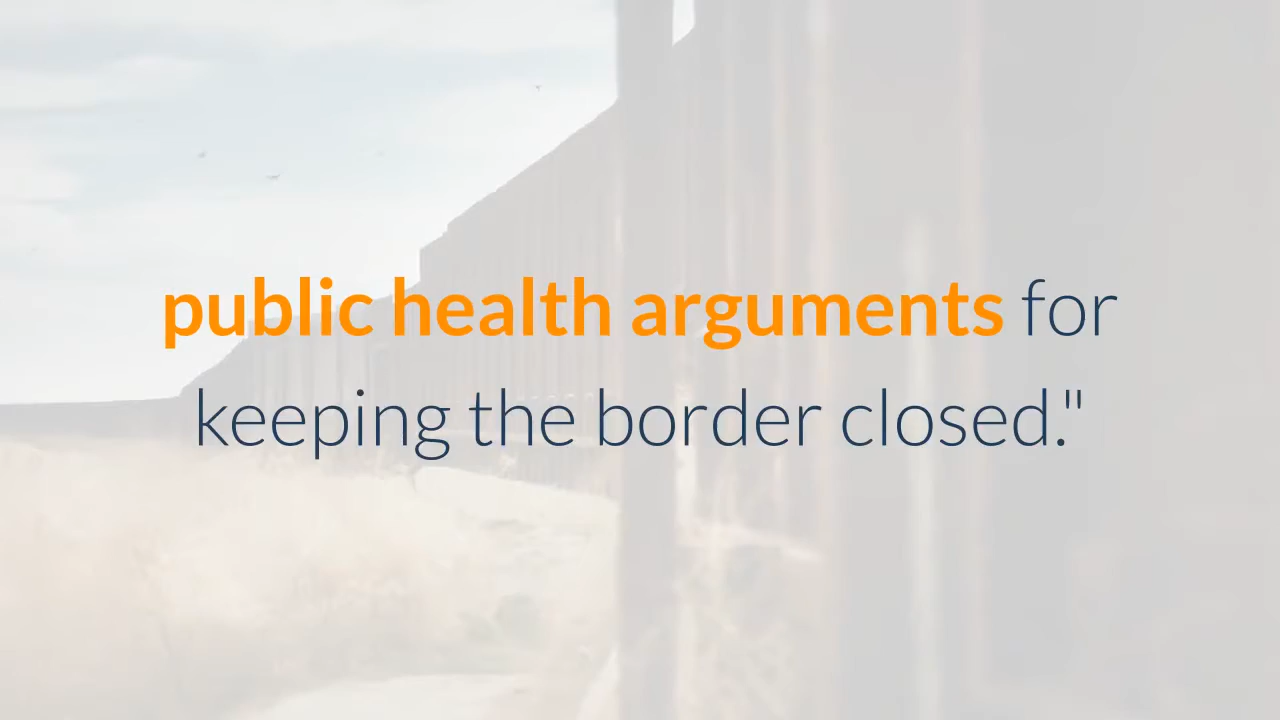 public health arguments for
keeping the border closed."